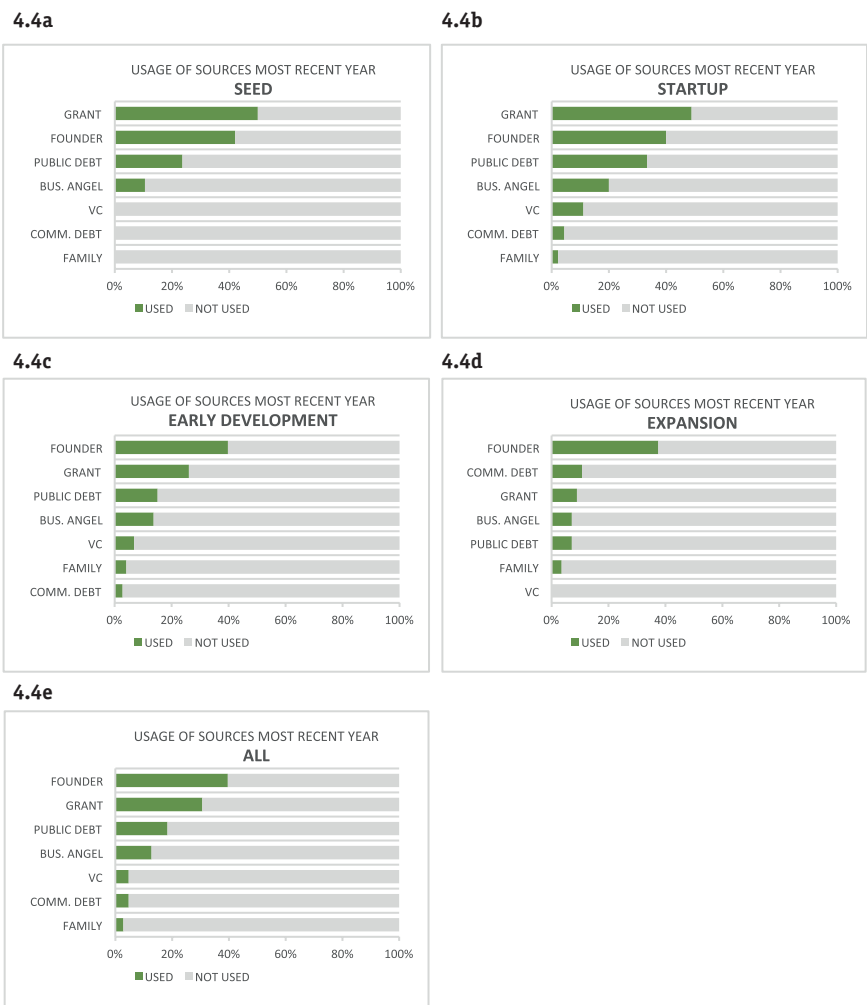 4.4a
USAGE OF SOURCES MOST RECENT YEAR
SEED
GRANT
FOUNDER
PUBLIC DEBT
BUS. ANGEL
VC
COMM. DEBT
FAMILY
0% 20% 40% 60% 80% 100%
USED NOT USED
4.4b
USAGE OF SOURCES MOST RECENT YEAR
STARTUP
GRANT
FOUNDER
PUBLIC DEBT
BUS. ANGEL
VC
COMM. DEBT
FAMILY
0% 20% 40% 60% 80% 100%
USED NOT USED
4.4c
USAGE OF SOURCES MOST RECENT YEAR
EARLY DEVELOPMENT
FOUNDER
GRANT
PUBLIC DEBT
BUS. ANGEL
VC
FAMILY
COMM. DEBT
0% 20% 40% 60% 80% 100%
USED NOT USED
4.4d
USAGE OF SOURCES MOST RECENT YEAR
EXPANSION
FOUNDER
COMM. DEBT
GRANT
BUS. ANGEL
PUBLIC DEBT
FAMILY
VC
0% 20% 40% 60% 80% 100%
USED NOT USED
4.4e
USAGE OF SOURCES MOST RECENT YEAR
ALL
FOUNDER
GRANT
PUBLIC DEBT
BUS. ANGEL
VC
COMM. DEBT
FAMILY
0% 20% 40% 60% 80% 100%
USED NOT USED